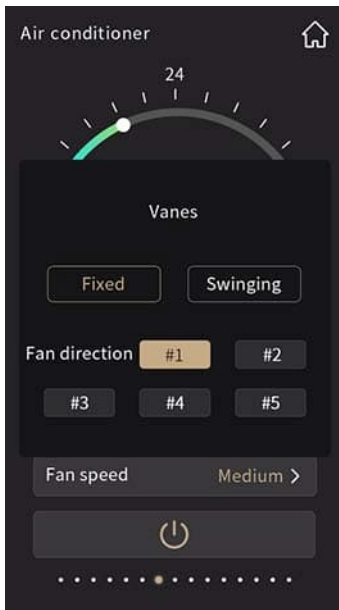 Air conditioner
24
Vanes
Fixed Swinging
Fan direction #1 #2
#3 #4 #5
Fan speed Medium >